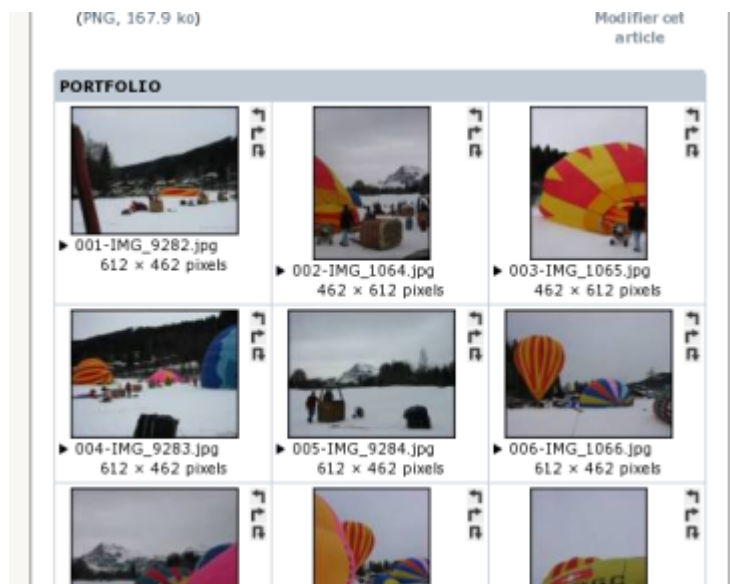 (PNG, 167.9 ko)
Modifier cet
article
PORTFOLIO
001-IMG_9282.jpg
612 × 462 pixels
002-IMG_1064.jpg
462 × 612 pixels
003-IMG_1065.jpg
462 × 612 pixels
004-IMG_9283.jpg
612 × 462 pixels
005-IMG_9284.jpg
612 × 462 pixels
006-IMG_1066.jpg
612 × 462 pixels